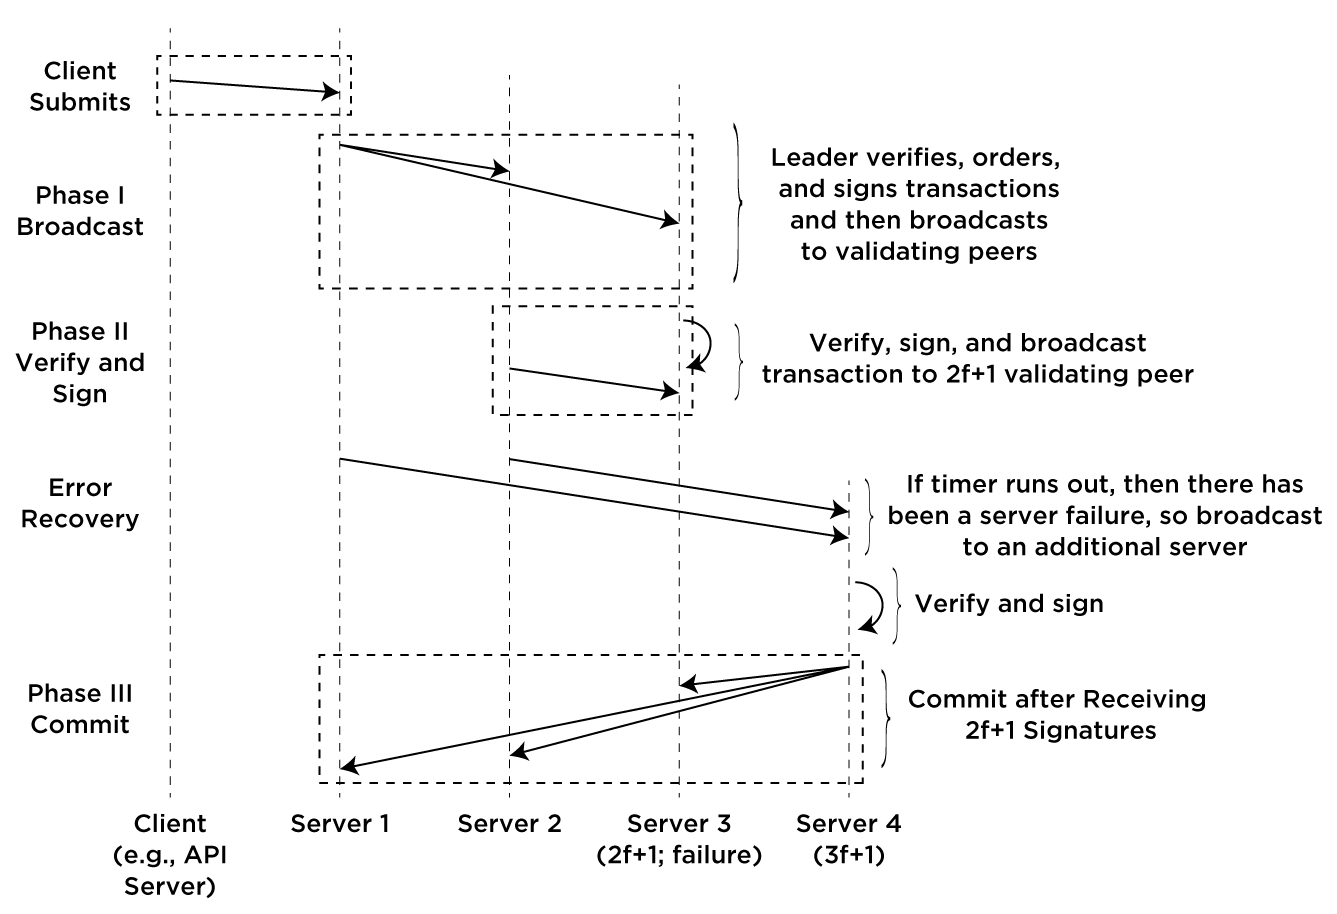 Client
Submits
Phase I
Broadcast
Leader verifies, orders,
and signs transactions
and then broadcasts
to validating peers
Phase II
Verify and
Sign
Verify, sign, and broadcast
transaction to 2f+1 validating peer
Error
Recovery
If timer runs out, then there has
been a server failure, so broadcast
to an additional server
Verify and sign
Phase III
Commit
Commit after Receiving
2f+1 Signatures
Client
(e.g., API
Server)
Server 1
Server 2
Server 3
(2f+1; failure)
Server 4
(3f+1)